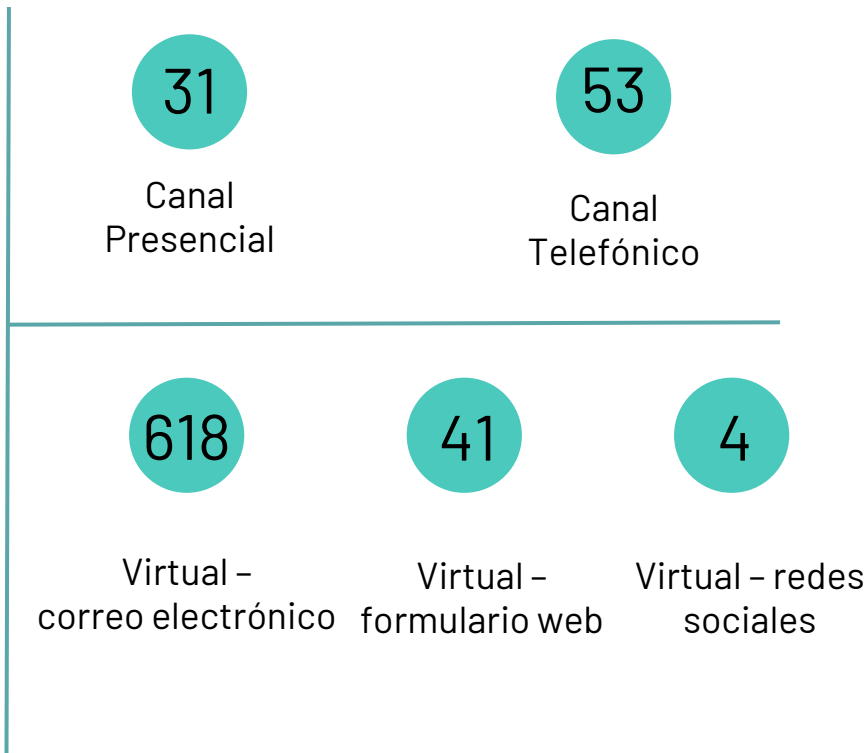 31
Canal
Presencial
53
Canal
Telefónico
618
Virtual –
correo electrónico
41
Virtual –
formulario web
4
Virtual – redes
sociales